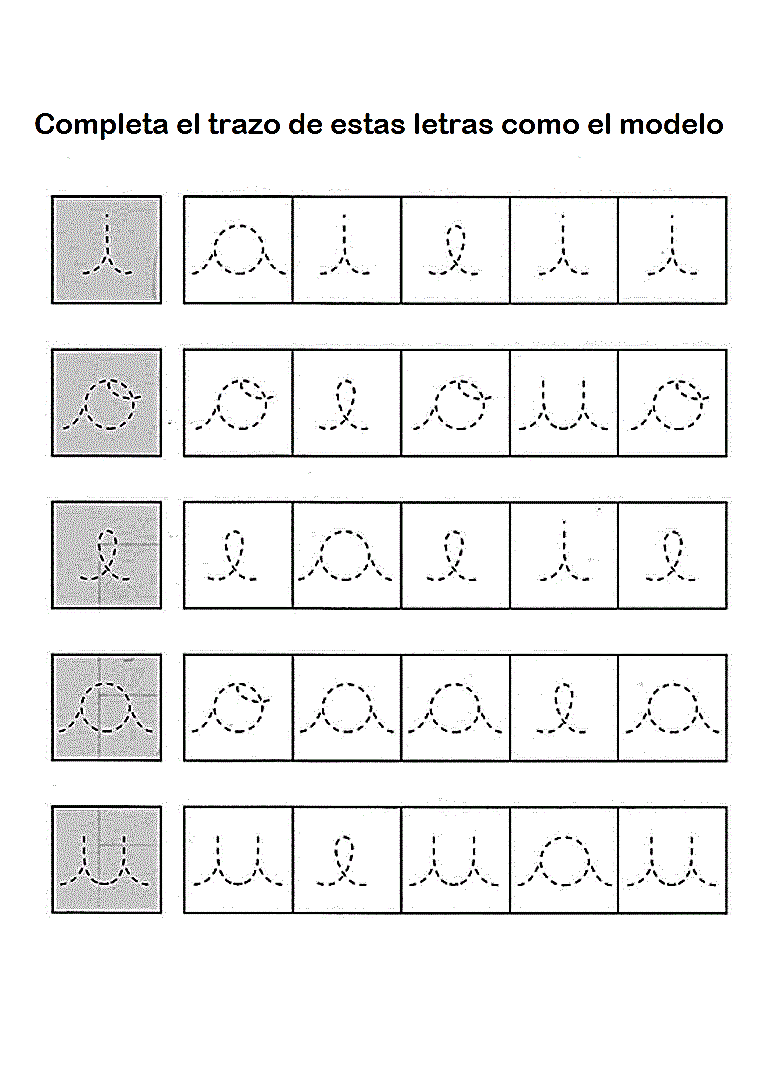 Completa el trazo de estas letras como el modelo
i a i e i i
o o e o u o
e e a e i e
a o a a e a
u u e u a u